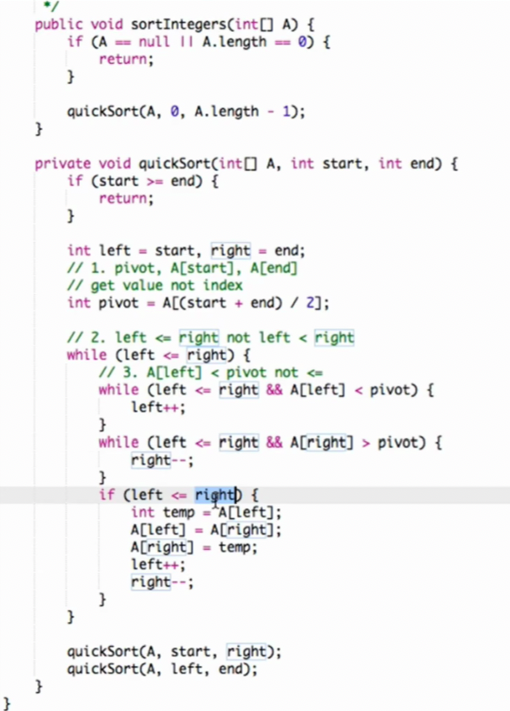 */
public void sortIntegers(int[] A) {
if (A == null || A.length == 0) {
return;
}
quickSort(A, 0, A.length - 1);
}
private void quickSort(int[] A, int start, int end) {
if (start >= end) {
return;
}
int left = start, right = end;
// 1. pivot, A[start], A[end]
// get value not index
int pivot = A[(start + end) / 2];
// 2. left <= right not left < right
while (left <= right) {
// 3. A[left] < pivot not <=
while (left <= right && A[left] < pivot) {
left++;
}
while (left <= right && A[right] > pivot) {
right--;
}
if (left <= right) {
int temp = A[left];
A[left] = A[right];
A[right] = temp;
left++;
right--;
}
}
quickSort(A, start, right);
quickSort(A, left, end);
}
}